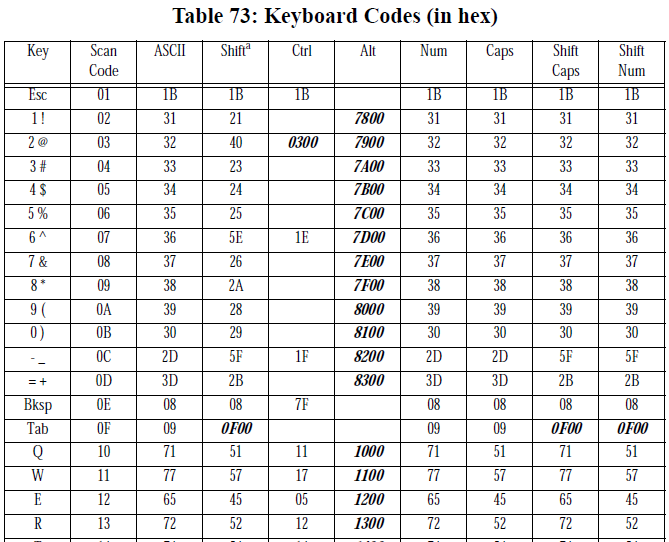 Table 73: Keyboard Codes (in hex)
Key Scan Code ASCII Shift^a Ctrl Alt Num Caps Shift Caps Shift Num
Esc 01 1B 1B 1B 1B 1B 1B 1B
1 ! 02 31 21 7800 31 31 31 31
2 @ 03 32 40 0300 7900 32 32 32 32
3 # 04 33 23 7A00 33 33 33 33
4 $ 05 34 24 7B00 34 34 34 34
5 % 06 35 25 7C00 35 35 35 35
6 ^ 07 36 5E 1E 7D00 36 36 36 36
7 & 08 37 26 7E00 37 37 37 37
8 * 09 38 2A 7F00 38 38 38 38
9 ( 0A 39 28 8000 39 39 39 39
0 ) 0B 30 29 8100 30 30 30 30
- _ 0C 2D 5F 1F 8200 2D 2D 5F 5F
= + 0D 3D 2B 8300 3D 3D 2B 2B
Bksp 0E 08 08 7F 08 08 08 08
Tab 0F 09 0F00 09 09 0F00 0F00
Q 10 71 51 11 1000 71 51 71 51
W 11 77 57 17 1100 77 57 77 57
E 12 65 45 05 1200 65 45 65 45
R 13 72 52 12 1300 72 52 72 52